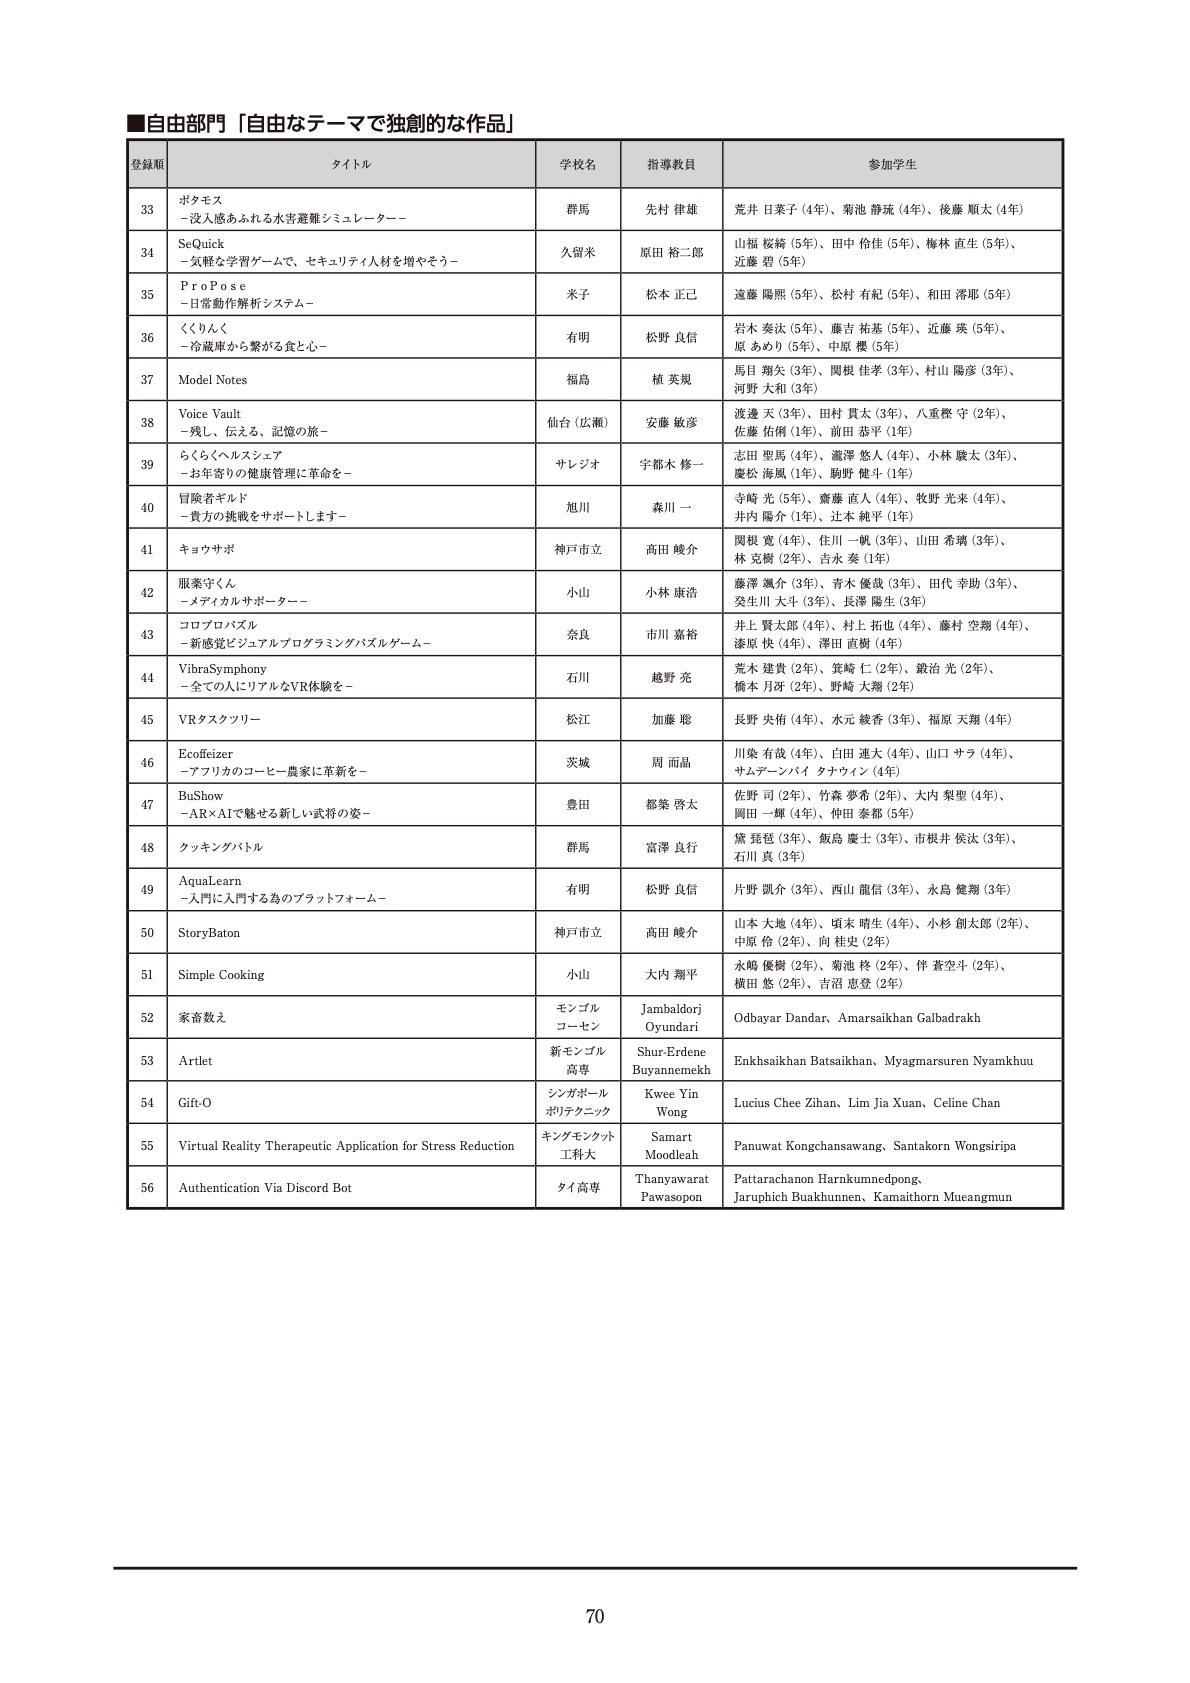 ■自由部門「自由なテーマで独創的な作品」
登録順 タイトル 学校名 指導教員 参加学生
33 ポタモス －没入感あふれる水害避難シミュレーター－ 群馬 先村 律雄 荒井 日菜子（4年）、菊池 静琉（4年）、後藤 順太（4年）
34 SeQuick －気軽な学習ゲームで、セキュリティ人材を増やそう－ 久留米 原田 裕二郎 山福 桜綺（5年）、田中 伶佳（5年）、梅林 直生（5年）、
近藤 碧（5年）
35 ＰｒｏＰｏｓｅ －日常動作解析システム－ 米子 松本 正己 遠藤 陽熙（5年）、松村 有紀（5年）、和田 澪耶（5年）
36 くくりんく －冷蔵庫から繋がる食と心－ 有明 松野 良信 岩木 奏汰（5年）、藤吉 祐基（5年）、近藤 瑛（5年）、
原 あめり（5年）、中原 櫻（5年）
37 Model Notes 福島 植 英規 馬目 翔矢（3年）、関根 佳孝（3年）、村山 陽彦（3年）、
河野 大和（3年）
38 Voice Vault －残し、伝える、記憶の旅－ 仙台（広瀬） 安藤 敏彦 渡邊 天（3年）、田村 貫太（3年）、八重樫 守（2年）、
佐藤 佑俐（1年）、前田 恭平（1年）
39 らくらくヘルスシェア －お年寄りの健康管理に革命を－ サレジオ 宇都木 修一 志田 聖馬（4年）、瀧澤 悠人（4年）、小林 駿太（3年）、
慶松 海風（1年）、駒野 健斗（1年）
40 冒険者ギルド －貴方の挑戦をサポートします－ 旭川 森川 一 寺崎 光（5年）、齋藤 直人（4年）、牧野 光来（4年）、
井内 陽介（1年）、辻本 純平（1年）
41 キョウサポ 神戸市立 髙田 崚介 関根 寛（4年）、住川 一帆（3年）、山田 希璃（3年）、
林 克樹（2年）、吉永 奏（1年）
42 服薬守くん －メディカルサポーター－ 小山 小林 康浩 藤澤 颯介（3年）、青木 優哉（3年）、田代 幸助（3年）、
癸生川 大斗（3年）、長澤 陽生（3年）
43 コロプロパズル －新感覚ビジュアルプログラミングパズルゲーム－ 奈良 市川 嘉裕 井上 賢太郎（4年）、村上 拓也（4年）、藤村 空翔（4年）、
漆原 快（4年）、澤田 直樹（4年）
44 VibraSymphony －全ての人にリアルなVR体験を－ 石川 越野 亮 荒木 建貴（2年）、箕崎 仁（2年）、鍛治 光（2年）、
橋本 月冴（2年）、野崎 大翔（2年）
45 VRタスクツリー 松江 加藤 聡 長野 央侑（4年）、水元 綾香（3年）、福原 天翔（4年）
46 Ecoffeizer －アフリカのコーヒー農家に革新を－ 茨城 周 而晶 川染 有哉（4年）、白田 連大（4年）、山口 サラ（4年）、
サムデーンパイ タナウィン（4年）
47 BuShow －AR×AIで魅せる新しい武将の姿－ 豊田 都築 啓太 佐野 司（2年）、竹森 夢希（2年）、大内 梨聖（4年）、
岡田 一輝（4年）、仲田 泰都（5年）
48 クッキングバトル 群馬 富澤 良行 黛 琵琶（3年）、飯島 慶士（3年）、市根井 侯汰（3年）、
石川 真（3年）
49 AquaLearn －入門に入門する為のプラットフォーム－ 有明 松野 良信 片野 凱介（3年）、西山 龍信（3年）、永島 健翔（3年）
50 StoryBaton 神戸市立 髙田 崚介 山本 大地（4年）、頃末 晴生（4年）、小杉 創太郎（2年）、
中原 伶（2年）、向 桂史（2年）
51 Simple Cooking 小山 大内 翔平 永嶋 優樹（2年）、菊池 柊（2年）、伴 蒼空斗（2年）、
横田 悠（2年）、吉沼 恵登（2年）
52 家畜数え モンゴル コーセン Jambaldorj Oyundari Odbayar Dandar、Amarsaikhan Galbadrakh
53 Artlet 新モンゴル 高専 Shur-Erdene Buyannemekh Enkhsaikhan Batsaikhan、Myagmarsuren Nyamkhuu
54 Gift-O シンガポール ポリテクニック Kwee Yin Wong Lucius Chee Zihan、Lim Jia Xuan、Celine Chan
55 Virtual Reality Therapeutic Application for Stress Reduction キングモンクット 工科大 Samart Moodleah Panuwat Kongchansawang、Santakorn Wongsiripa
56 Authentication Via Discord Bot タイ高専 Thanyawarat Pawasopon Pattarachanon Harnkumnedpong、
Jaruphich Buakhunnen、Kamaithorn Mueangmun
70